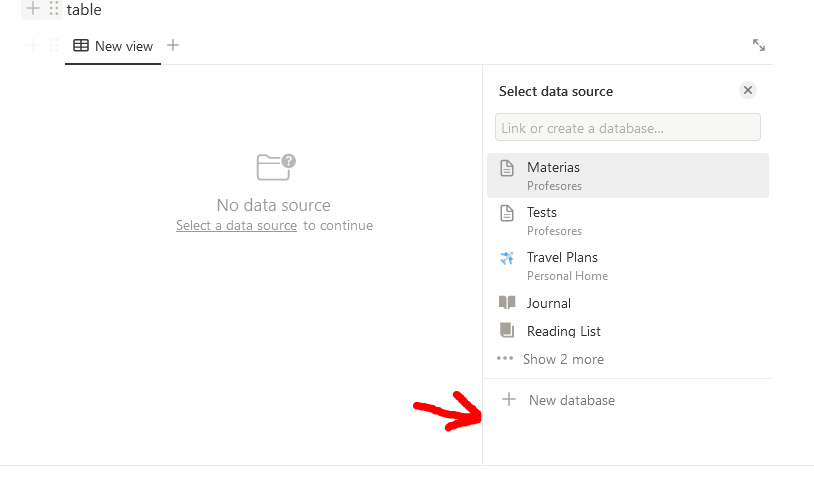 table
New view
Select data source
Link or create a database...
Materias
Profesores
Tests
Profesores
Travel Plans
Personal Home
Journal
Reading List
Show 2 more
New database
?
No data source
Select a data source to continue